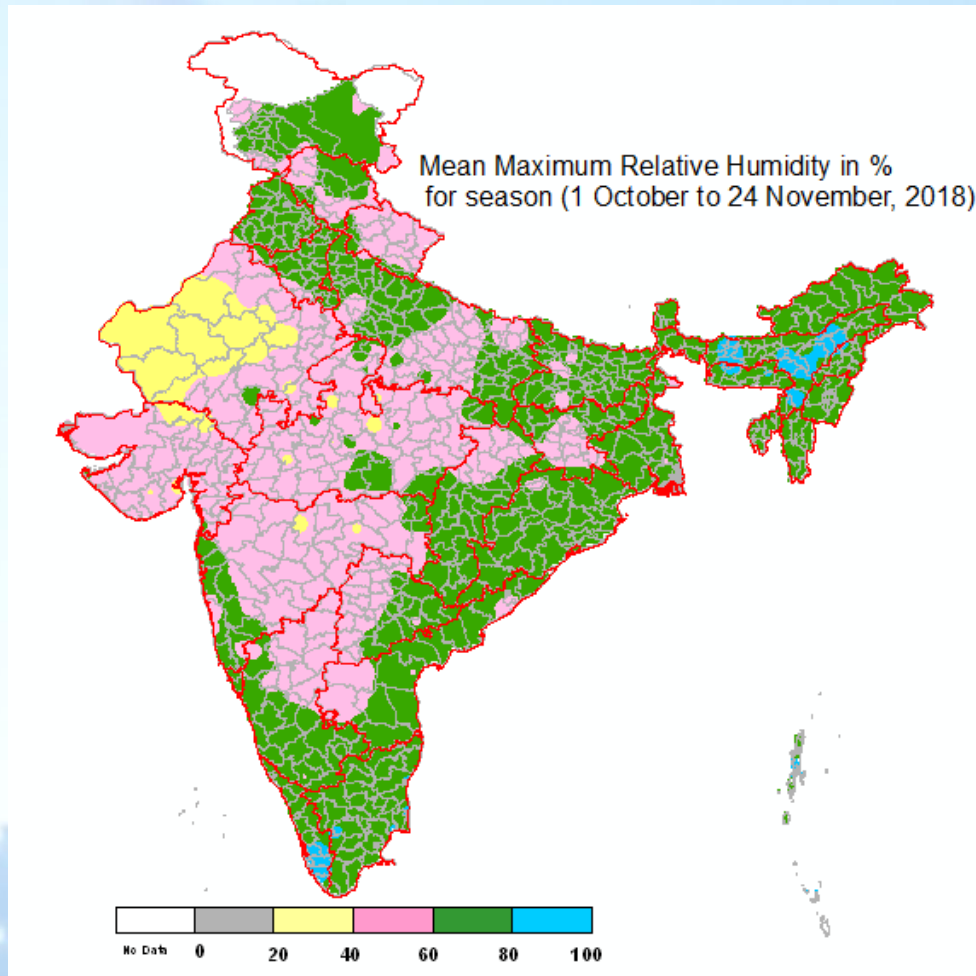 Mean Maximum Relative Humidity in %
for season (1 October to 24 November, 2018)
No Data 0 20 40 60 80 100